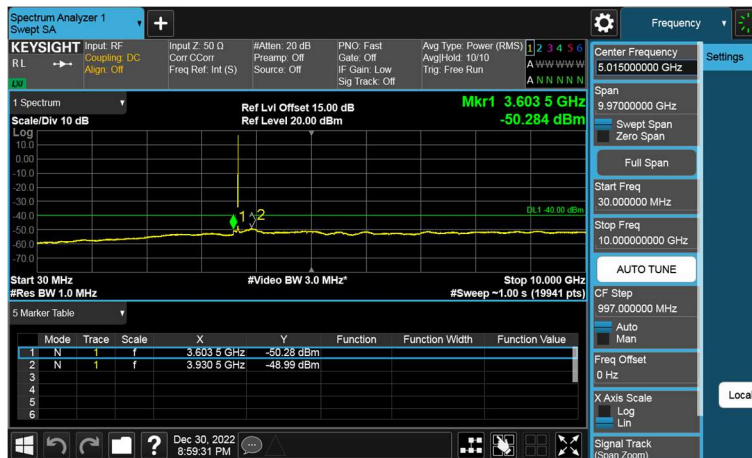 Spectrum Analyzer 1
Swept SA
Frequency
KEYSIGHT
RL
LXI
Input: RF
Coupling: DC
Align: Off
Input Z: 50 Ω
Corr CCorr
Freq Ref: Int (S)
#Atten: 20 dB
Preamp: Off
Source: Off
PNO: Fast
Gate: Off
IF Gain: Low
Sig Track: Off
Avg Type: Power (RMS)
Avg|Hold: 10/10
Trig: Free Run
1 2 3 4 5 6
A W W W W W
A N N N N N
1 Spectrum
Scale/Div 10 dB
Ref Lvl Offset 15.00 dB
Ref Level 20.00 dBm
Mkr1 3.603 5 GHz
-50.284 dBm
Log
10.0
0.00
-10.0
-20.0
-30.0
-40.0
-50.0
-60.0
-70.0
1
2
DL1 -40.00 dBm
Start 30 MHz
#Res BW 1.0 MHz
#Video BW 3.0 MHz*
Stop 10.000 GHz
#Sweep ~1.00 s (19941 pts)
5 Marker Table
Mode Trace Scale X Y Function Function Width Function Value
1 N 1 f 3.603 5 GHz -50.28 dBm
2 N 1 f 3.930 5 GHz -48.99 dBm
3
4
5
6
Dec 30, 2022
8:59:31 PM
Center Frequency
5.015000000 GHz
Settings
Span
9.97000000 GHz
Swept Span
Zero Span
Full Span
Start Freq
30.000000 MHz
Stop Freq
10.000000000 GHz
AUTO TUNE
CF Step
997.000000 MHz
Auto
Man
Freq Offset
0 Hz
X Axis Scale
Log
Lin
Local
Signal Track
(Span Zoom)